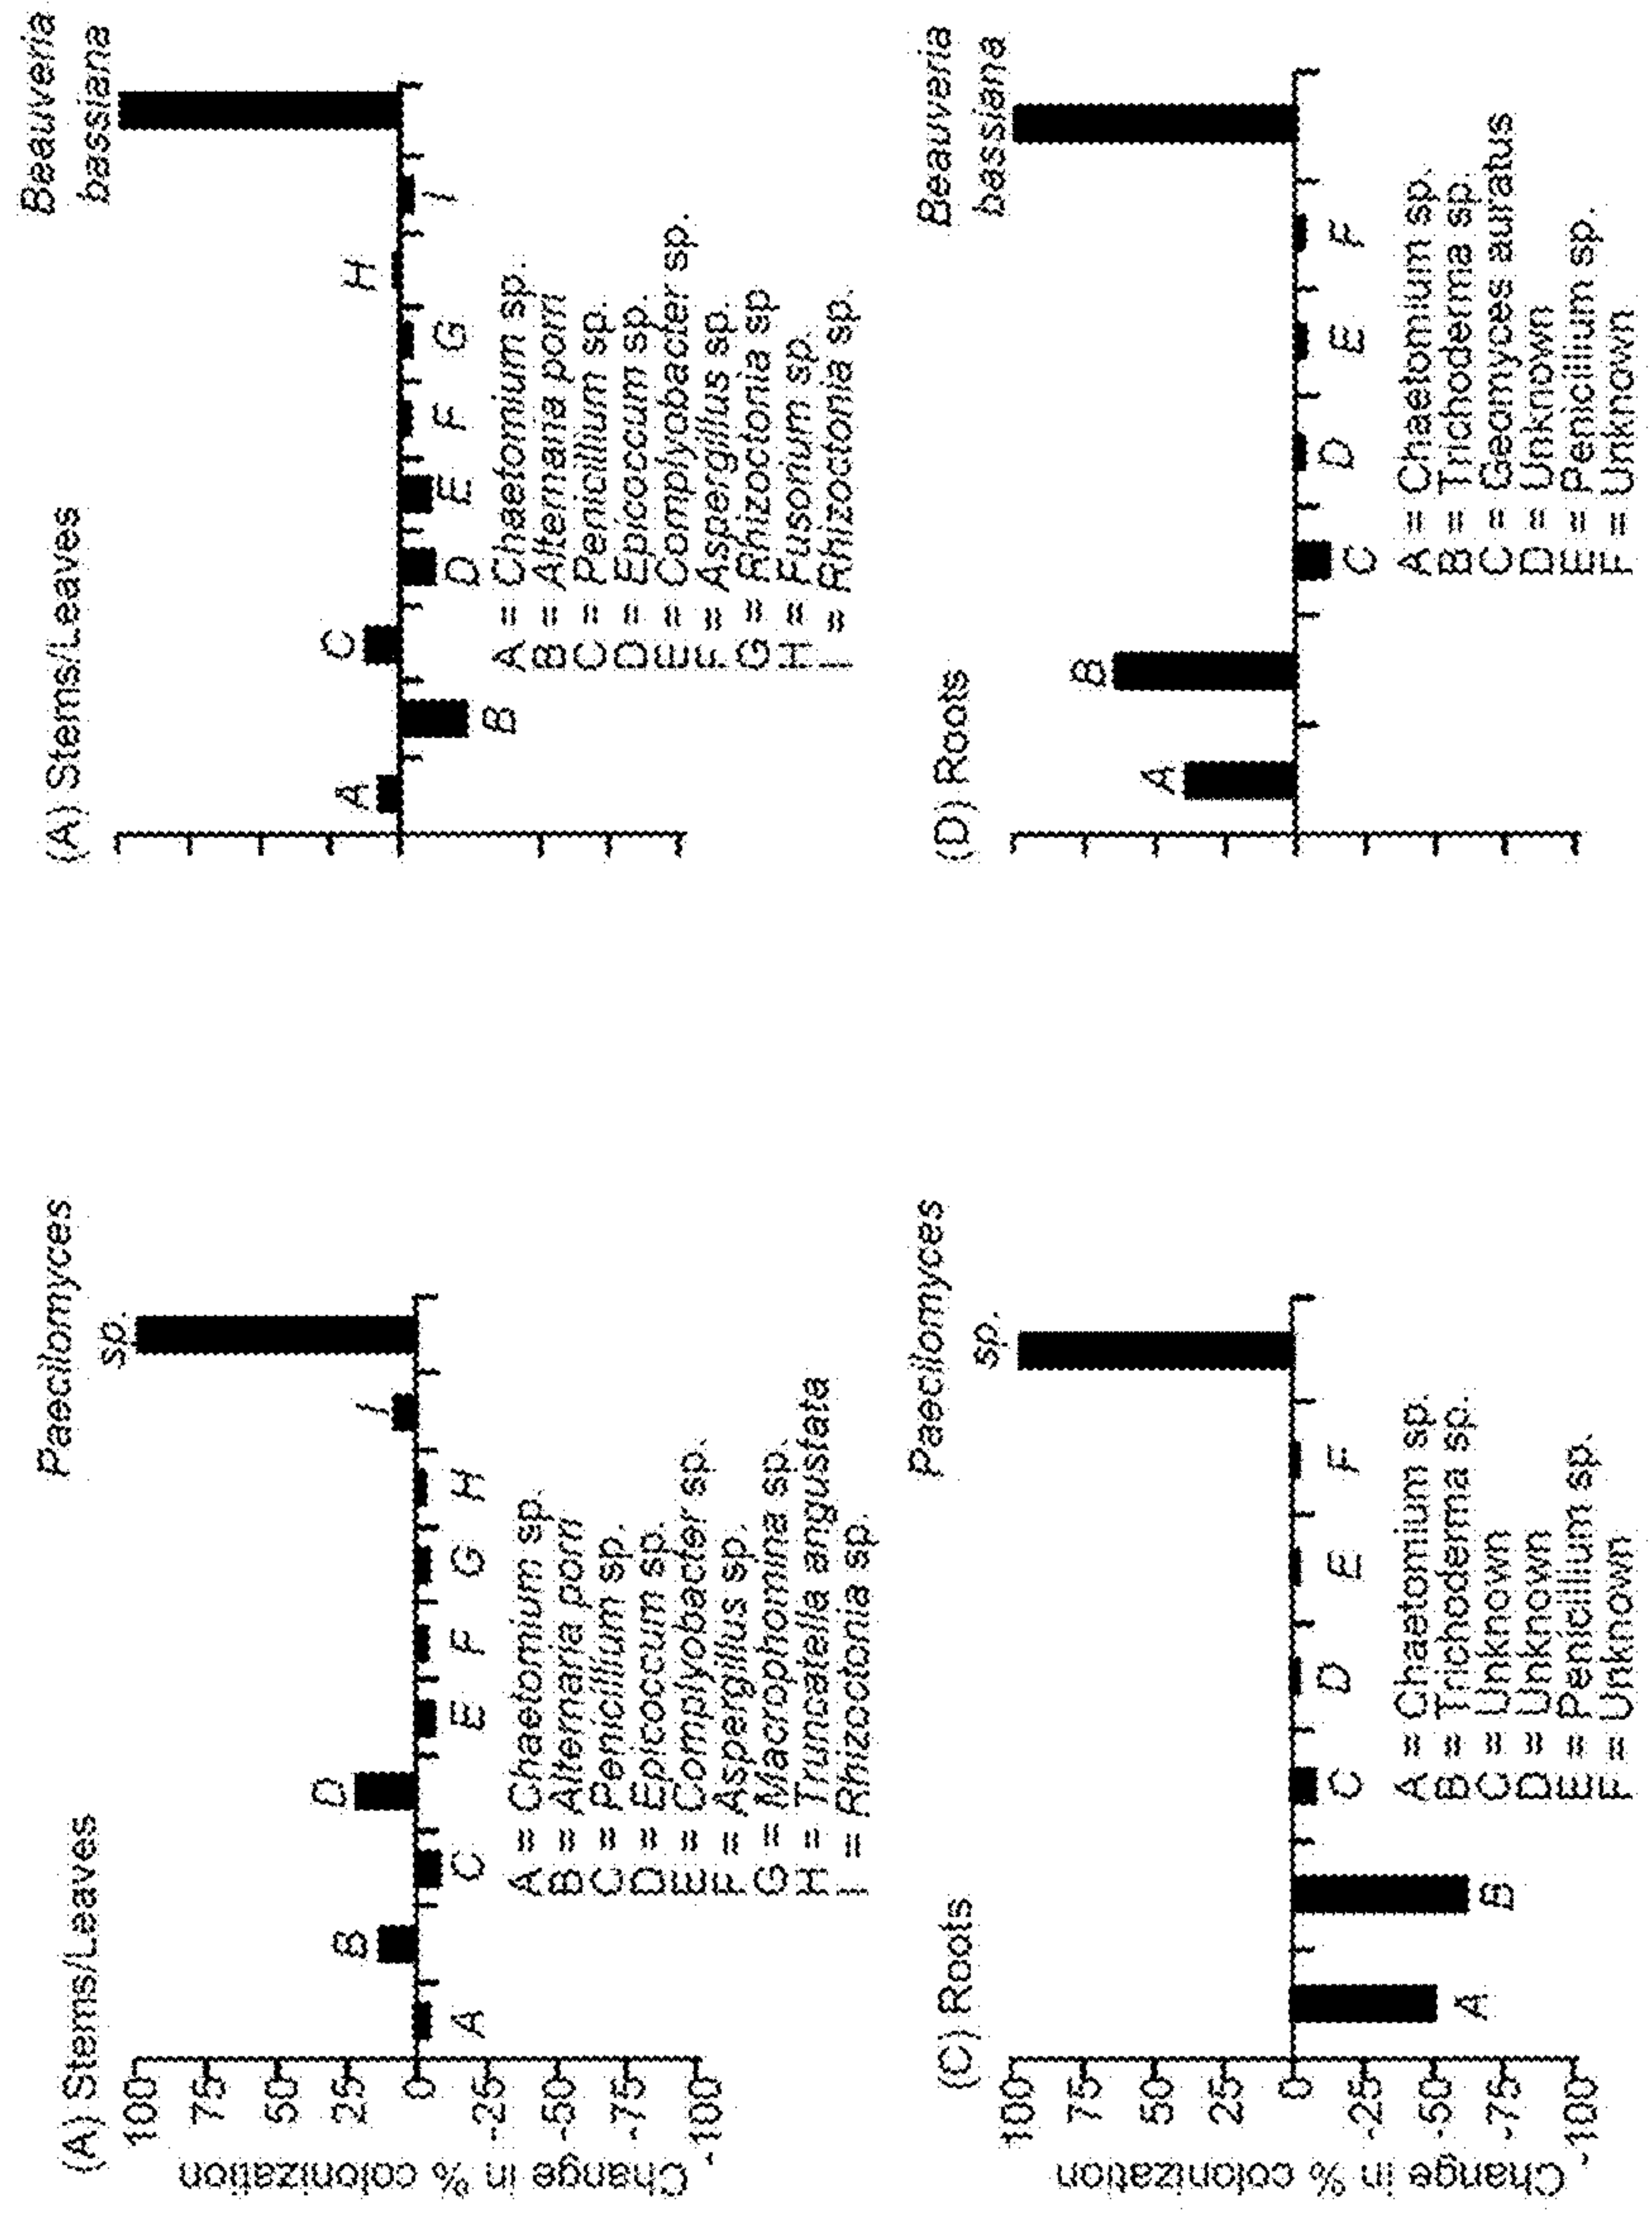 (A) Stems/Leaves
Paecilomyces
sp.
Change in % colonization
100
75
50
25
0
-25
-50
-75
-100
A
B
C
D
E
F
G
H
I
A = Chaetomium sp.
B = Alternaria porri
C = Penicillium sp.
D = Epicoccum sp.
E = Complyobacter sp.
F = Aspergillus sp.
G = Macrophomina sp.
H = Truncatella angustata
I = Rhizoctonia sp.
(A) Stems/Leaves
Beauveria
bassiana
A
B
C
D
E
F
G
H
I
A = Chaetomium sp.
B = Alternaria porri
C = Penicillium sp.
D = Epicoccum sp.
E = Complyobacter sp.
F = Aspergillus sp.
G = Rhizoctonia sp
H = Fusorium sp.
I = Rhizoctonia sp.
(C) Roots
Paecilomyces
sp.
Change in % colonization
100
75
50
25
0
-25
-50
-75
-100
A
B
C
D
E
F
A = Chaetomium sp.
B = Trichoderma sp.
C = Unknown
D = Unknown
E = Penicillium sp.
F = Unknown
(D) Roots
Beauveria
bassiana
A
B
C
D
E
F
A = Chaetomium sp.
B = Trichoderma sp.
C = Geomyces auratus
D = Unknown
E = Penicillium sp.
F = Unknown